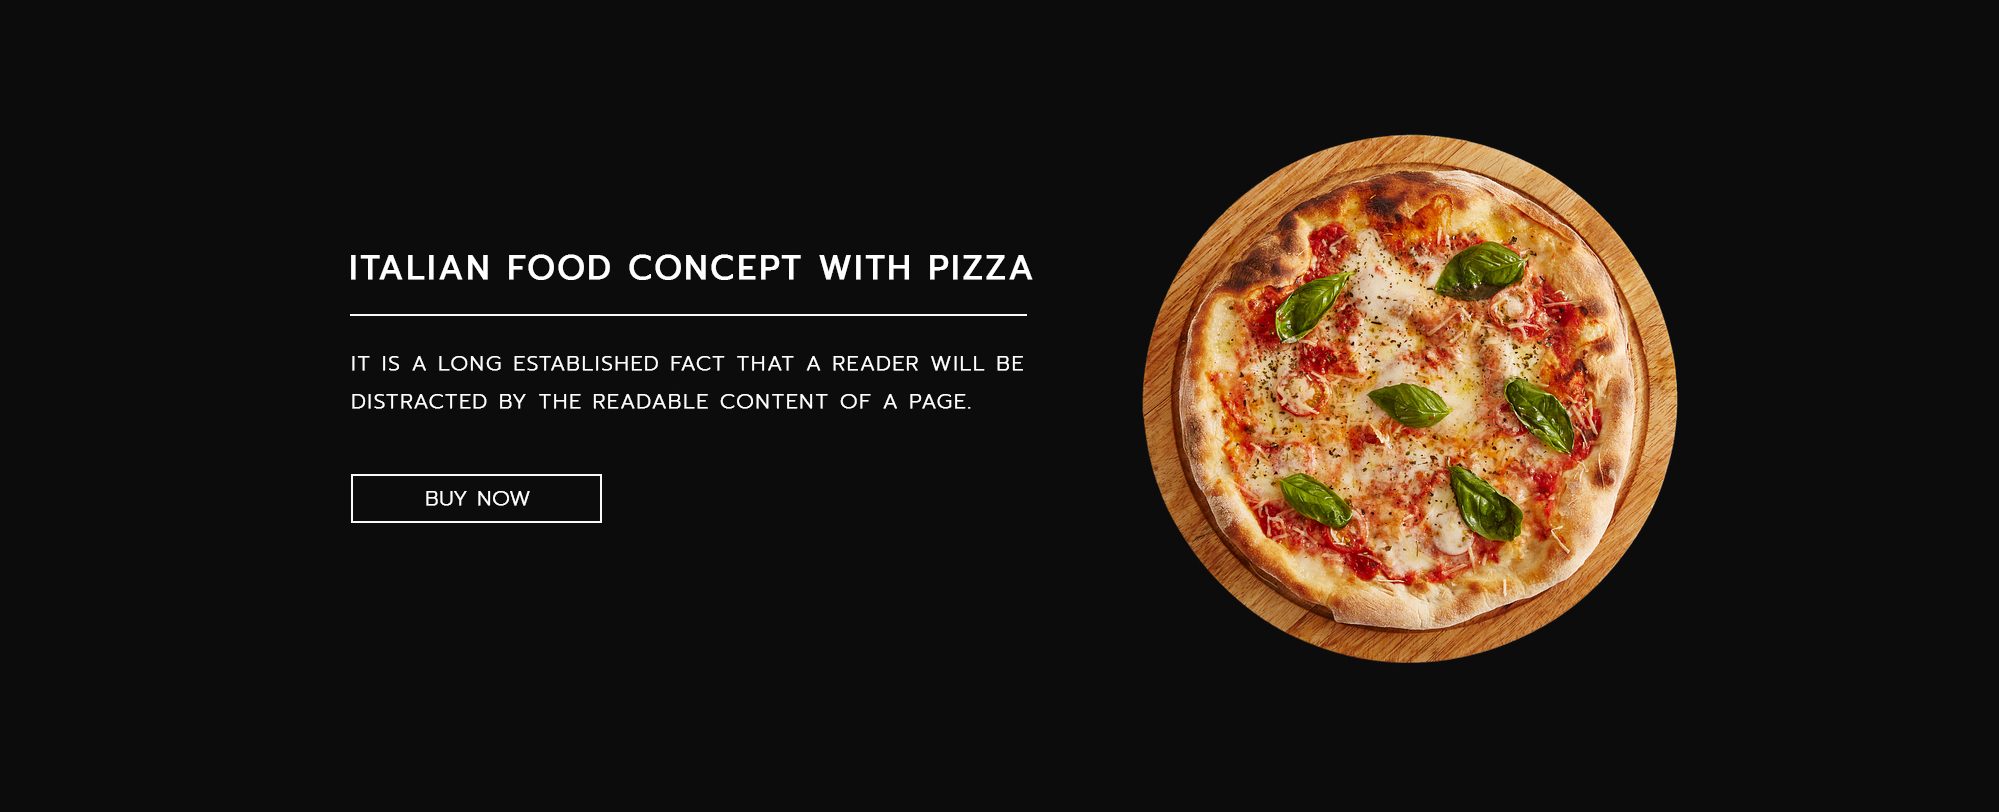 ITALIAN FOOD CONCEPT WITH PIZZA
IT IS A LONG ESTABLISHED FACT THAT A READER WILL BE
DISTRACTED BY THE READABLE CONTENT OF A PAGE.
BUY NOW